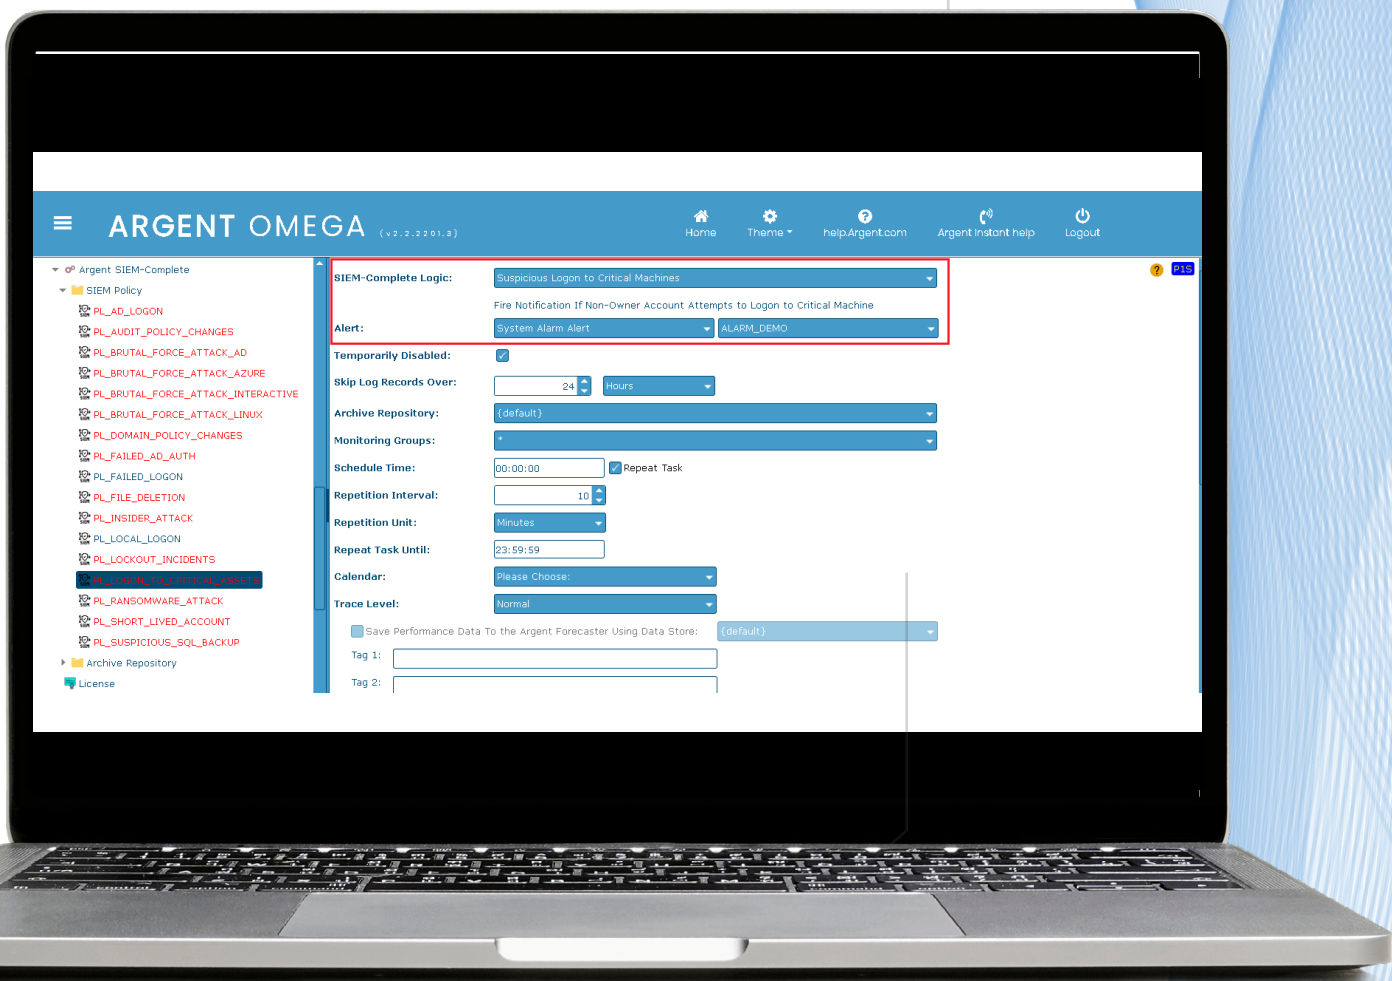 ARGENT OMEGA (v2.2.2201.3)
Home
Theme
help.Argent.com
Argent Instant help
Logout
Argent SIEM-Complete
SIEM Policy
PL_AD_LOGON
PL_AUDIT_POLICY_CHANGES
PL_BRUTAL_FORCE_ATTACK_AD
PL_BRUTAL_FORCE_ATTACK_AZURE
PL_BRUTAL_FORCE_ATTACK_INTERACTIVE
PL_BRUTAL_FORCE_ATTACK_LINUX
PL_DOMAIN_POLICY_CHANGES
PL_FAILED_AD_AUTH
PL_FAILED_LOGON
PL_FILE_DELETION
PL_INSIDER_ATTACK
PL_LOCAL_LOGON
PL_LOCKOUT_INCIDENTS
PL_LOGON_TO_CRITICAL_ASSETS
PL_RANSOMWARE_ATTACK
PL_SHORT_LIVED_ACCOUNT
PL_SUSPICIOUS_SQL_BACKUP
Archive Repository
License
SIEM-Complete Logic: Suspicious Logon to Critical Machines
Fire Notification If Non-Owner Account Attempts to Logon to Critical Machine
Alert: System Alarm Alert ALARM_DEMO
Temporarily Disabled:
Skip Log Records Over: 24 Hours
Archive Repository: {default}
Monitoring Groups: *
Schedule Time: 00:00:00 Repeat Task
Repetition Interval: 10
Repetition Unit: Minutes
Repeat Task Until: 23:59:59
Calendar: Please Choose:
Trace Level: Normal
Save Performance Data To the Argent Forecaster Using Data Store: {default}
Tag 1:
Tag 2:
? P1S